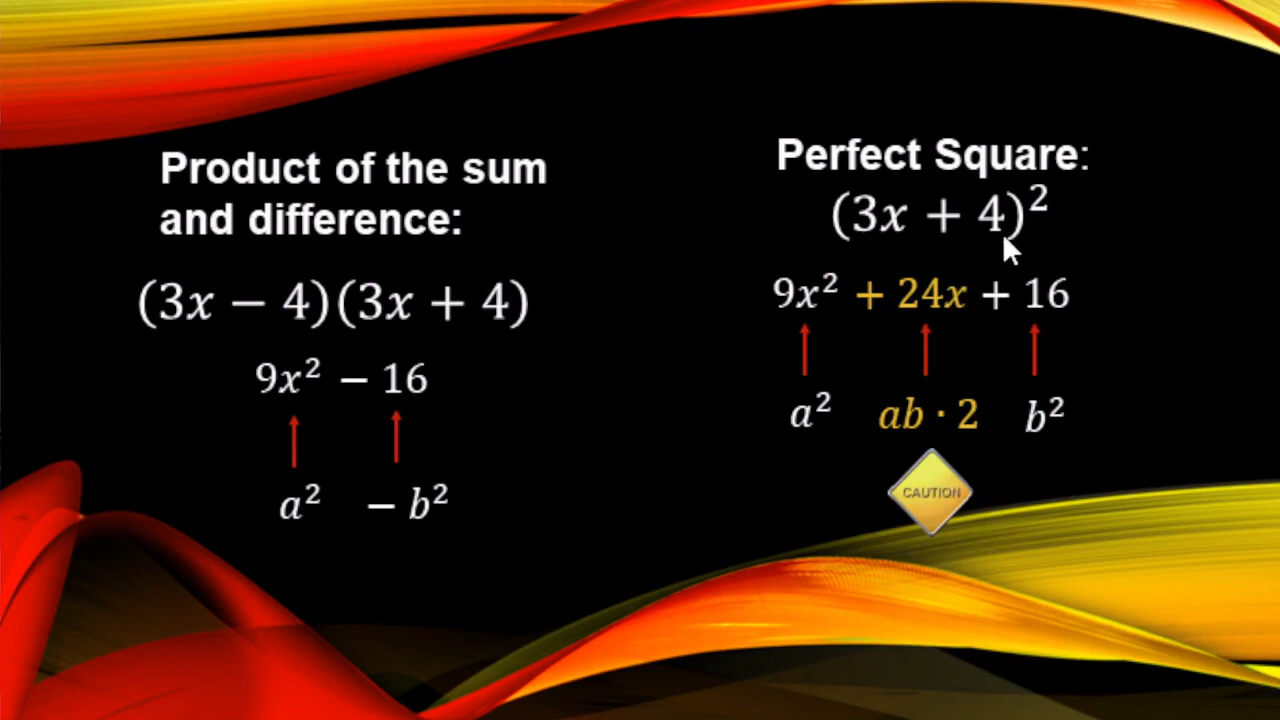 Product of the sum
and difference:
(3x − 4)(3x + 4)
9x² − 16
a² − b²
Perfect Square:
(3x + 4)²
9x² + 24x + 16
a² ab · 2 b²
CAUTION